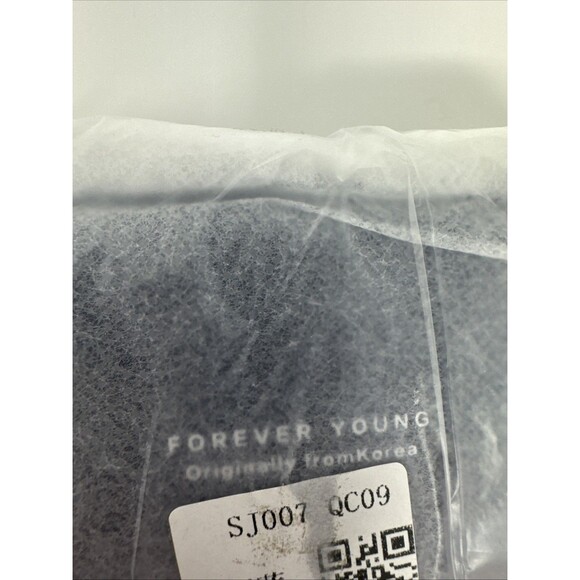 FOREVER YOUNG
Originally fromKorea
SJ007 QC09